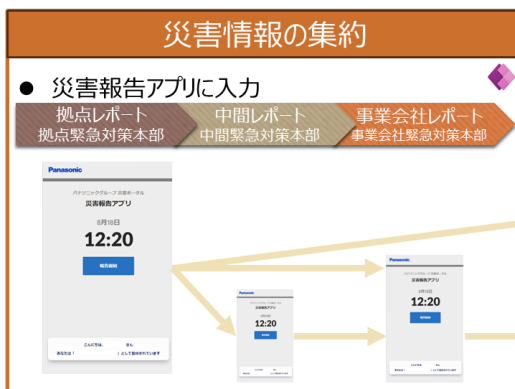 災害情報の集約
● 災害報告アプリに入力
拠点レポート
拠点緊急対策本部
中間レポート
中間緊急対策本部
事業会社レポート
事業会社緊急対策本部
Panasonic
パナソニックグループ 災害ポータル
災害報告アプリ
8月18日
12:20
報告開始
こんにちは、 さん
あなたは！ ）として登録されています
Panasonic
災害報告アプリ
12:20
Panasonic
災害報告アプリ
8月18日
12:20